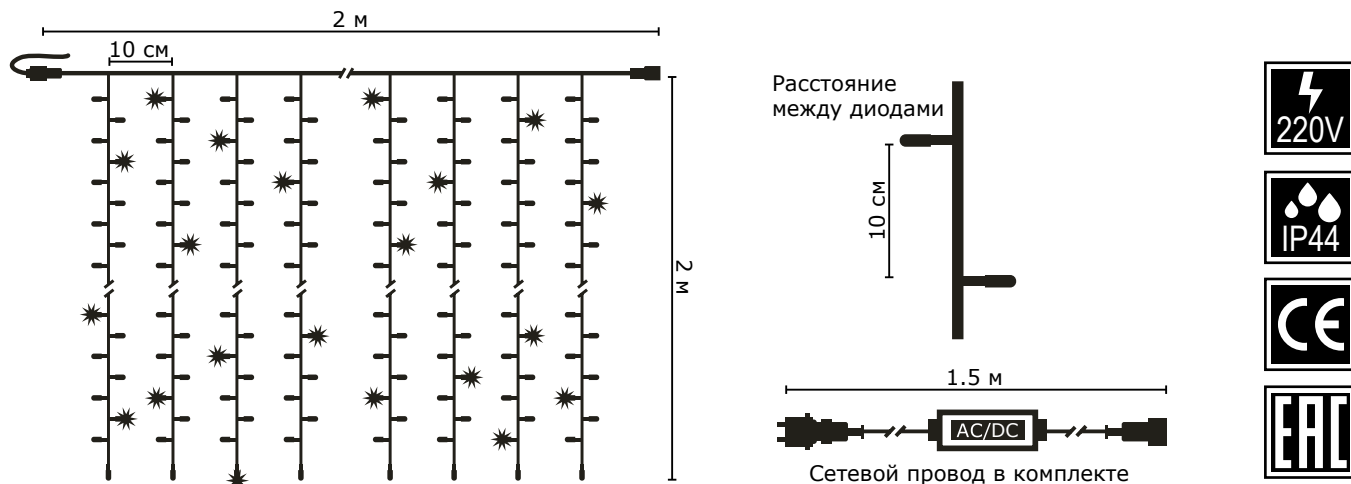 2 м
10 см
2 м
Расстояние
между диодами
10 см
1.5 м
AC/DC
Сетевой провод в комплекте
220V
IP44
CE
EAC